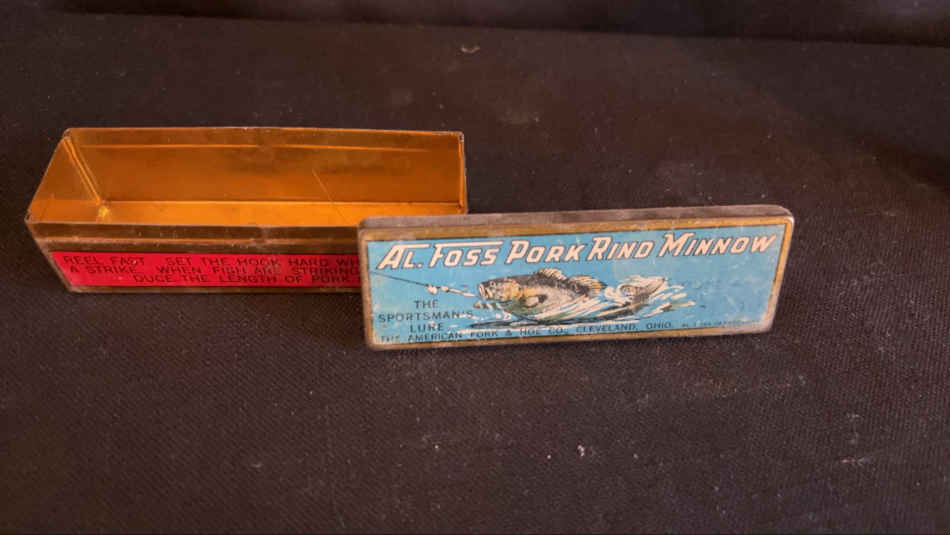 REEL FAST SET THE HOOK HARD
A STRIKE. WHEN FISH ARE STRIKING
DUCE THE LENGTH OF PORK
AL. FOSS PORK RIND MINNOW
THE
SPORTSMAN'S
LURE
THE AMERICAN FORK & HOE CO., CLEVELAND, OHIO.